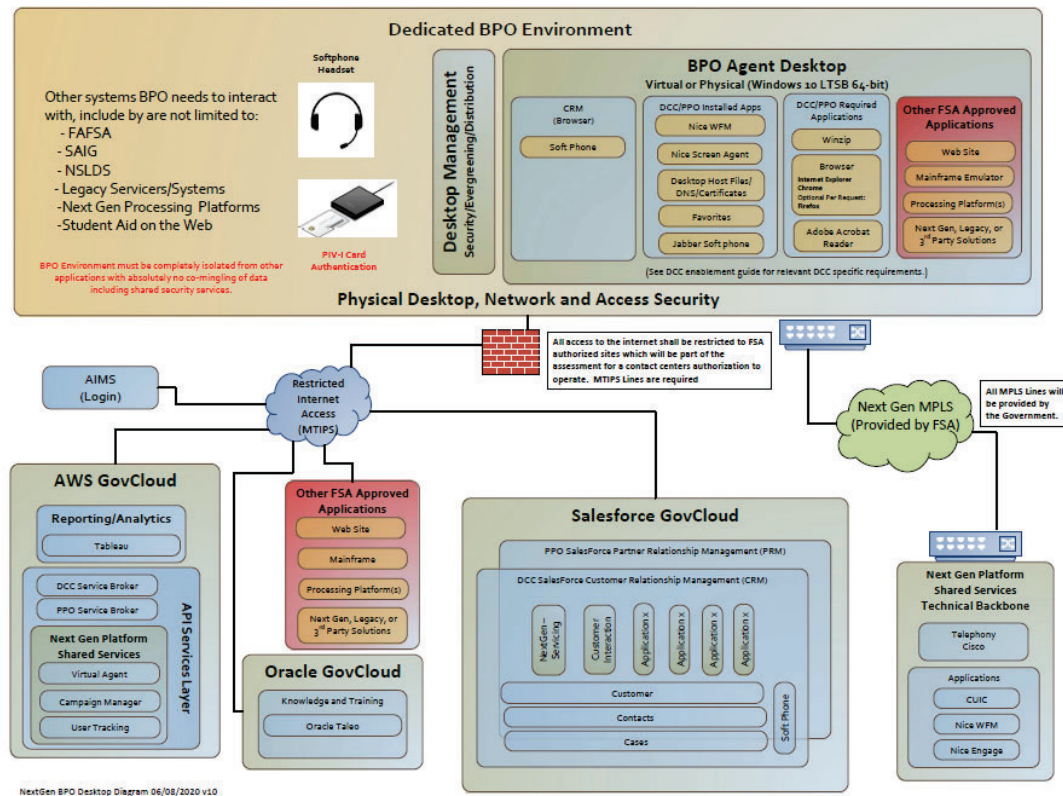 Dedicated BPO Environment
Softphone
Headset
Other systems BPO needs to interact
with, include by are not limited to:
- FAFSA
- SAIG
- NSLDS
- Legacy Servicers/Systems
-Next Gen Processing Platforms
-Student Aid on the Web
BPO Environment must be completely isolated from other
applications with absolutely no co-mingling of data
including shared security services.
PIV-I Card
Authentication
Desktop Management
Security/Evergreening/Distribution
BPO Agent Desktop
Virtual or Physical (Windows 10 LTSB 64-bit)
CRM
(Browser)
Soft Phone
DCC/PPO Installed Apps
Nice WFM
Nice Screen Agent
Desktop Host Files/
DNS/Certificates
Favorites
Jabber Soft phone
DCC/PPO Required
Applications
Winzip
Browser
Internet Explorer
Chrome
Optional Per Request:
Firefox
Adobe Acrobat
Reader
Other FSA Approved
Applications
Web Site
Mainframe Emulator
Processing Platform(s)
Next Gen, Legacy, or
3rd Party Solutions
(See DCC enablement guide for relevant DCC specific requirements.)
Physical Desktop, Network and Access Security
All access to the internet shall be restricted to FSA
authorized sites which will be part of the
assessment for a contact centers authorization to
operate. MTIPS Lines are required
AIMS
(Login)
Restricted
Internet
Access
(MTIPS)
Next Gen MPLS
(Provided by FSA)
All MPLS Lines will
be provided by
the Government.
AWS GovCloud
Reporting/Analytics
Tableau
DCC Service Broker
PPO Service Broker
API Services Layer
Next Gen Platform
Shared Services
Virtual Agent
Campaign Manager
User Tracking
Other FSA Approved
Applications
Web Site
Mainframe
Processing Platform(s)
Next Gen, Legacy, or
3rd Party Solutions
Oracle GovCloud
Knowledge and Training
Oracle Taleo
Salesforce GovCloud
PPO SalesForce Partner Relationship Management (PRM)
DCC SalesForce Customer Relationship Management (CRM)
NextGen –
Servicing
Customer
Interaction
Application x
Application x
Application x
Application x
Customer
Contacts
Cases
Soft Phone
Next Gen Platform
Shared Services
Technical Backbone
Telephony
Cisco
Applications
CUIC
Nice WFM
Nice Engage
NextGen BPO Desktop Diagram 06/08/2020 v10